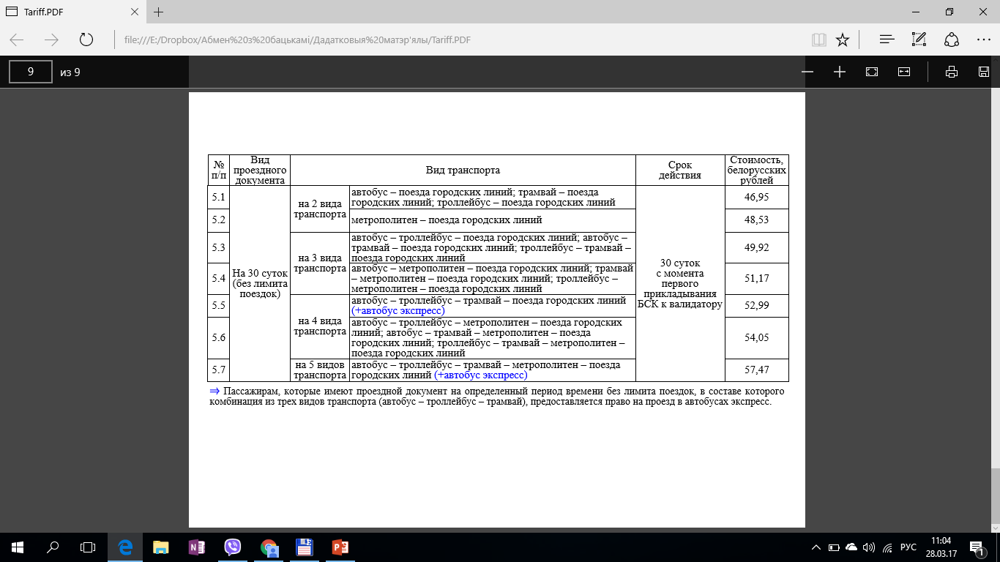 Tariff.PDF
file:///E:/Dropbox/Абмен%20з%20бацькамі/Дадатковыя%20матэр'ялы/Tariff.PDF
9 из 9
№
п/п
Вид
проездного
документа
Вид транспорта
Срок
действия
Стоимость,
белорусских
рублей
5.1
На 30 суток
(без лимита
поездок)
на 2 вида
транспорта
автобус – поезда городских линий; трамвай – поезда
городских линий; троллейбус – поезда городских линий
30 суток
с момента
первого
прикладывания
БСК к валидатору
46,95
5.2
метрополитен – поезда городских линий
48,53
5.3
на 3 вида
транспорта
автобус – троллейбус – поезда городских линий; автобус –
трамвай – поезда городских линий; троллейбус – трамвай –
поезда городских линий
49,92
5.4
автобус – метрополитен – поезда городских линий; трамвай
– метрополитен – поезда городских линий; троллейбус –
метрополитен – поезда городских линий
51,17
5.5
на 4 вида
транспорта
автобус – троллейбус – трамвай – поезда городских линий
(+автобус экспресс)
52,99
5.6
автобус – троллейбус – метрополитен – поезда городских
линий; автобус – трамвай – метрополитен – поезда
городских линий; троллейбус – трамвай – метрополитен –
поезда городских линий
54,05
5.7
на 5 видов
транспорта
автобус – троллейбус – трамвай – метрополитен – поезда
городских линий (+автобус экспресс)
57,47
⇒ Пассажирам, которые имеют проездной документ на определенный период времени без лимита поездок, в составе которого
комбинация из трех видов транспорта (автобус – троллейбус – трамвай), предоставляется право на проезд в автобусах экспресс.
РУС
11:04
28.03.17
1